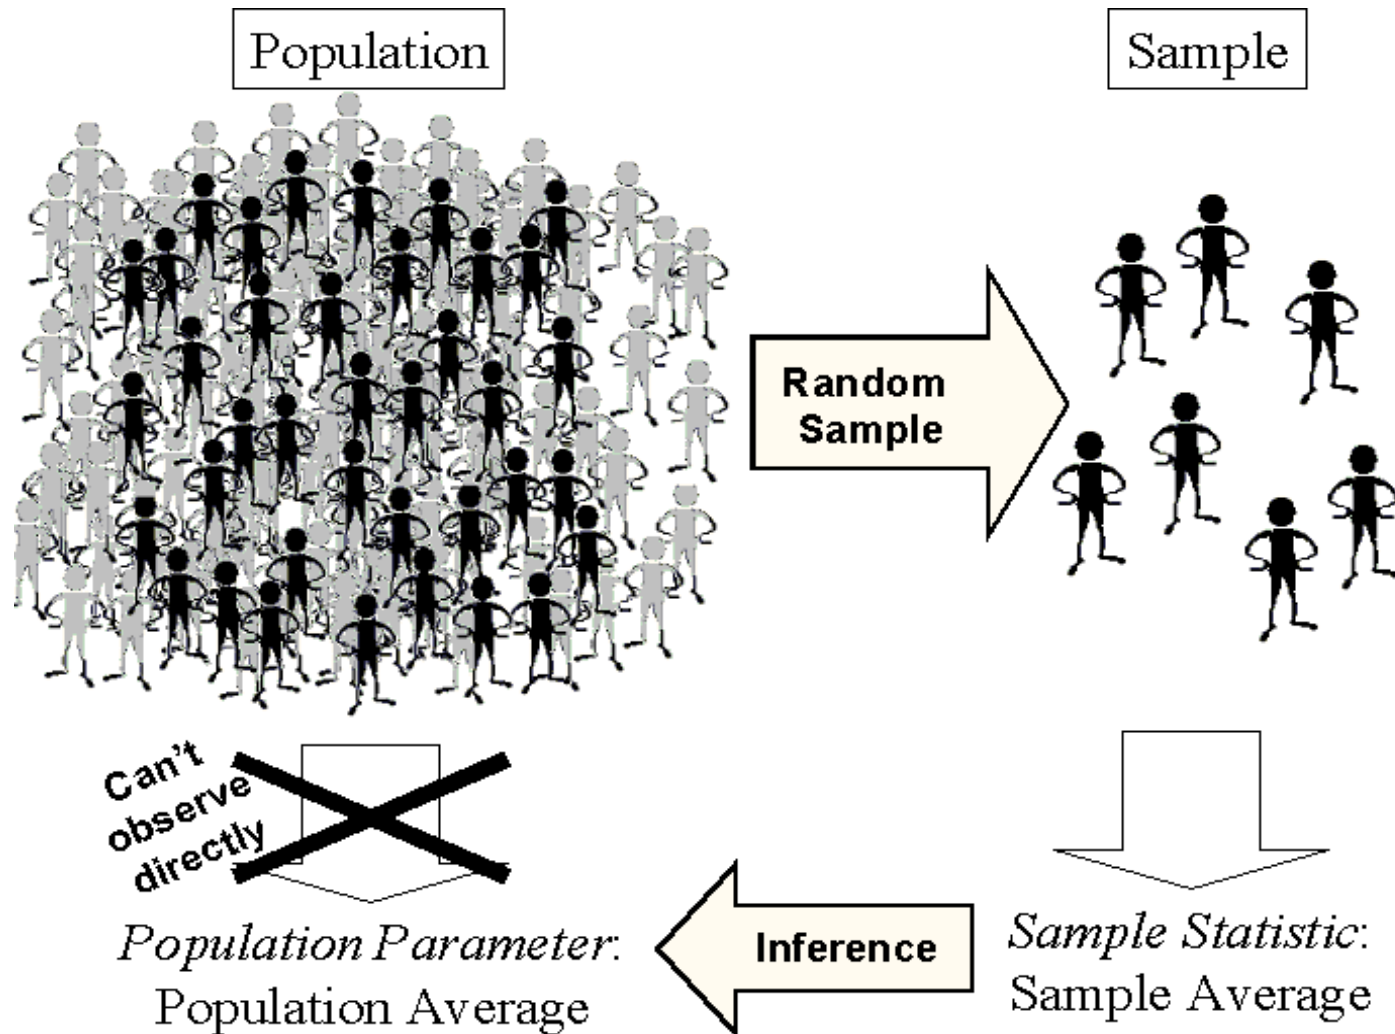 Population
Sample
Random
Sample
Can't
observe
directly
Population Parameter:
Population Average
Inference
Sample Statistic:
Sample Average